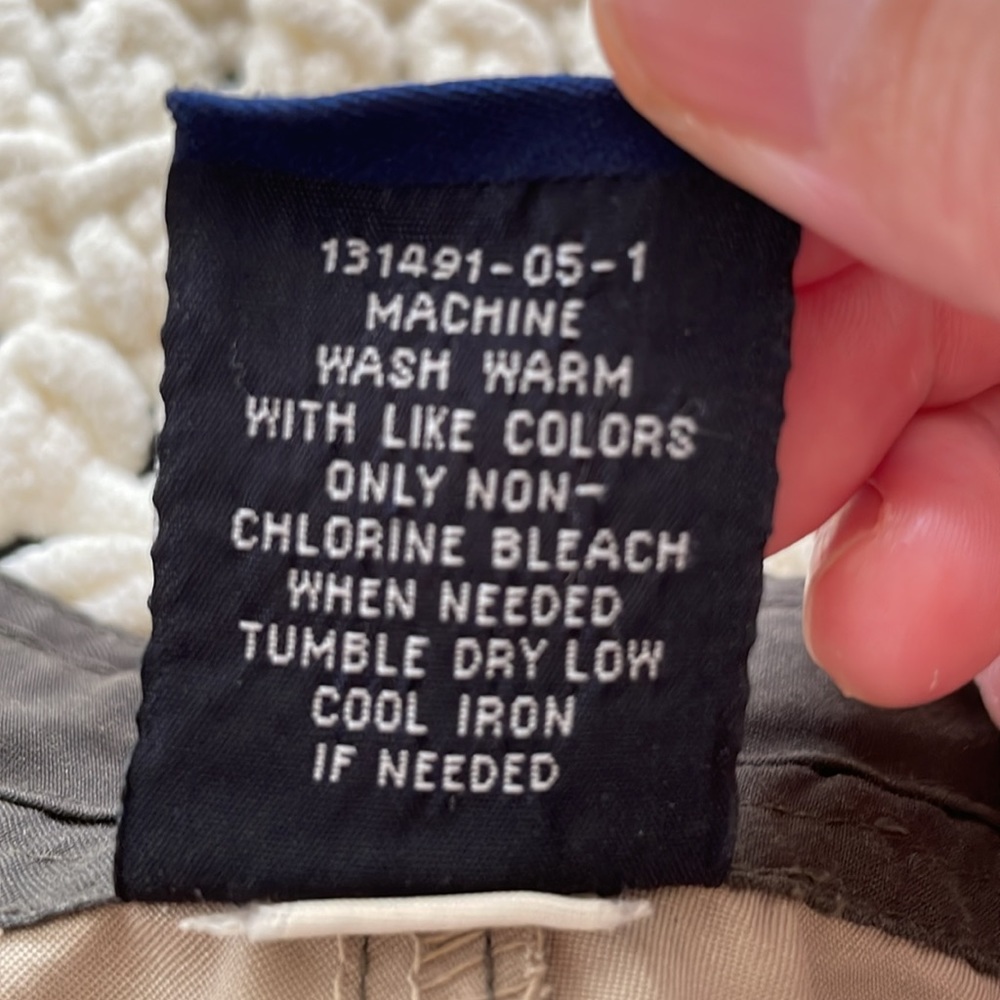 131491-05-1
MACHINE
WASH WARM
WITH LIKE COLORS
ONLY NON-
CHLORINE BLEACH
WHEN NEEDED
TUMBLE DRY LOW
COOL IRON
IF NEEDED